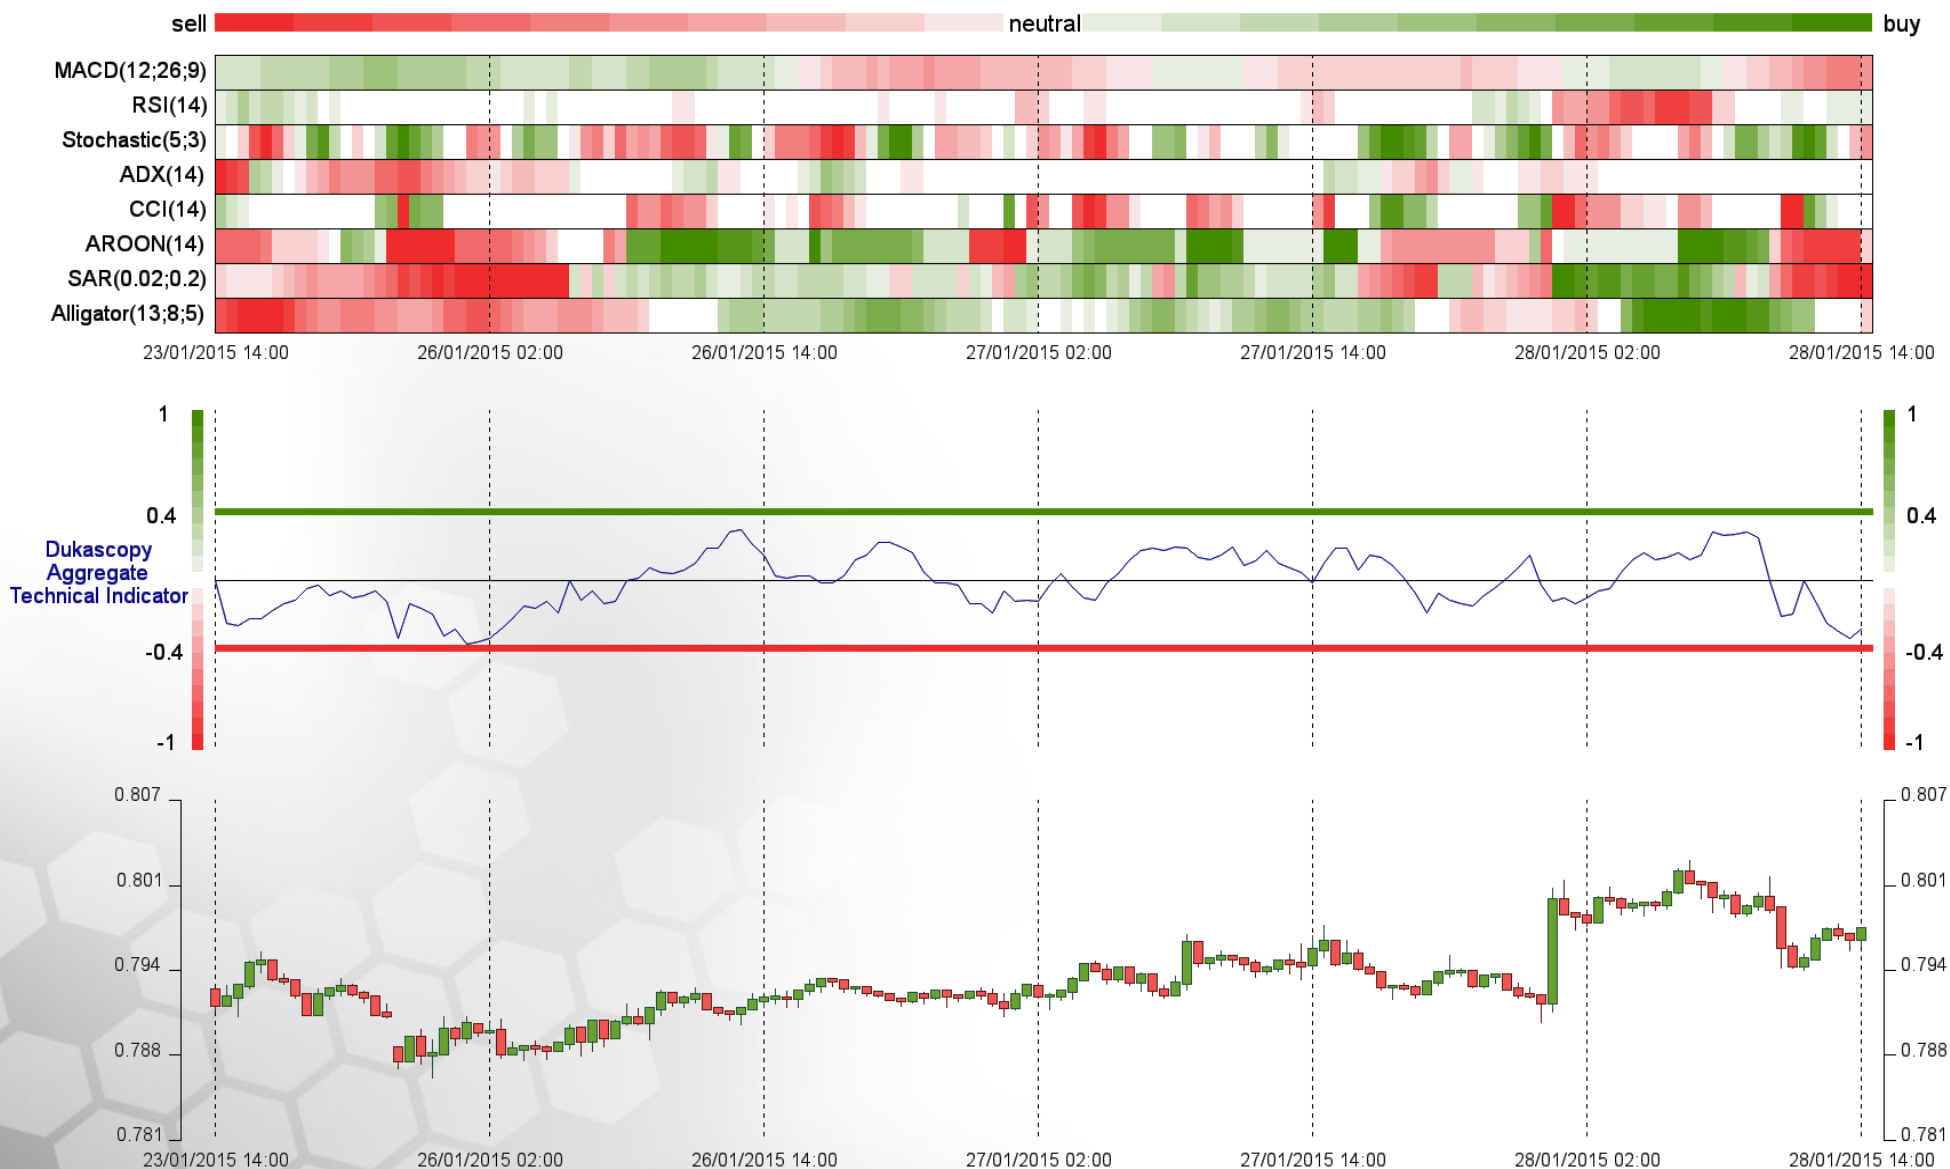 sell neutral buy
MACD(12;26;9)
RSI(14)
Stochastic(5;3)
ADX(14)
CCI(14)
AROON(14)
SAR(0.02;0.2)
Alligator(13;8;5)
23/01/2015 14:00 26/01/2015 02:00 26/01/2015 14:00 27/01/2015 02:00 27/01/2015 14:00 28/01/2015 02:00 28/01/2015 14:00
1 1
0.4 0.4
Dukascopy
Aggregate
Technical Indicator
-0.4 -0.4
-1 -1
0.807 0.807
0.801 0.801
0.794 0.794
0.788 0.788
0.781 0.781
23/01/2015 14:00 26/01/2015 02:00 26/01/2015 14:00 27/01/2015 02:00 27/01/2015 14:00 28/01/2015 02:00 28/01/2015 14:00